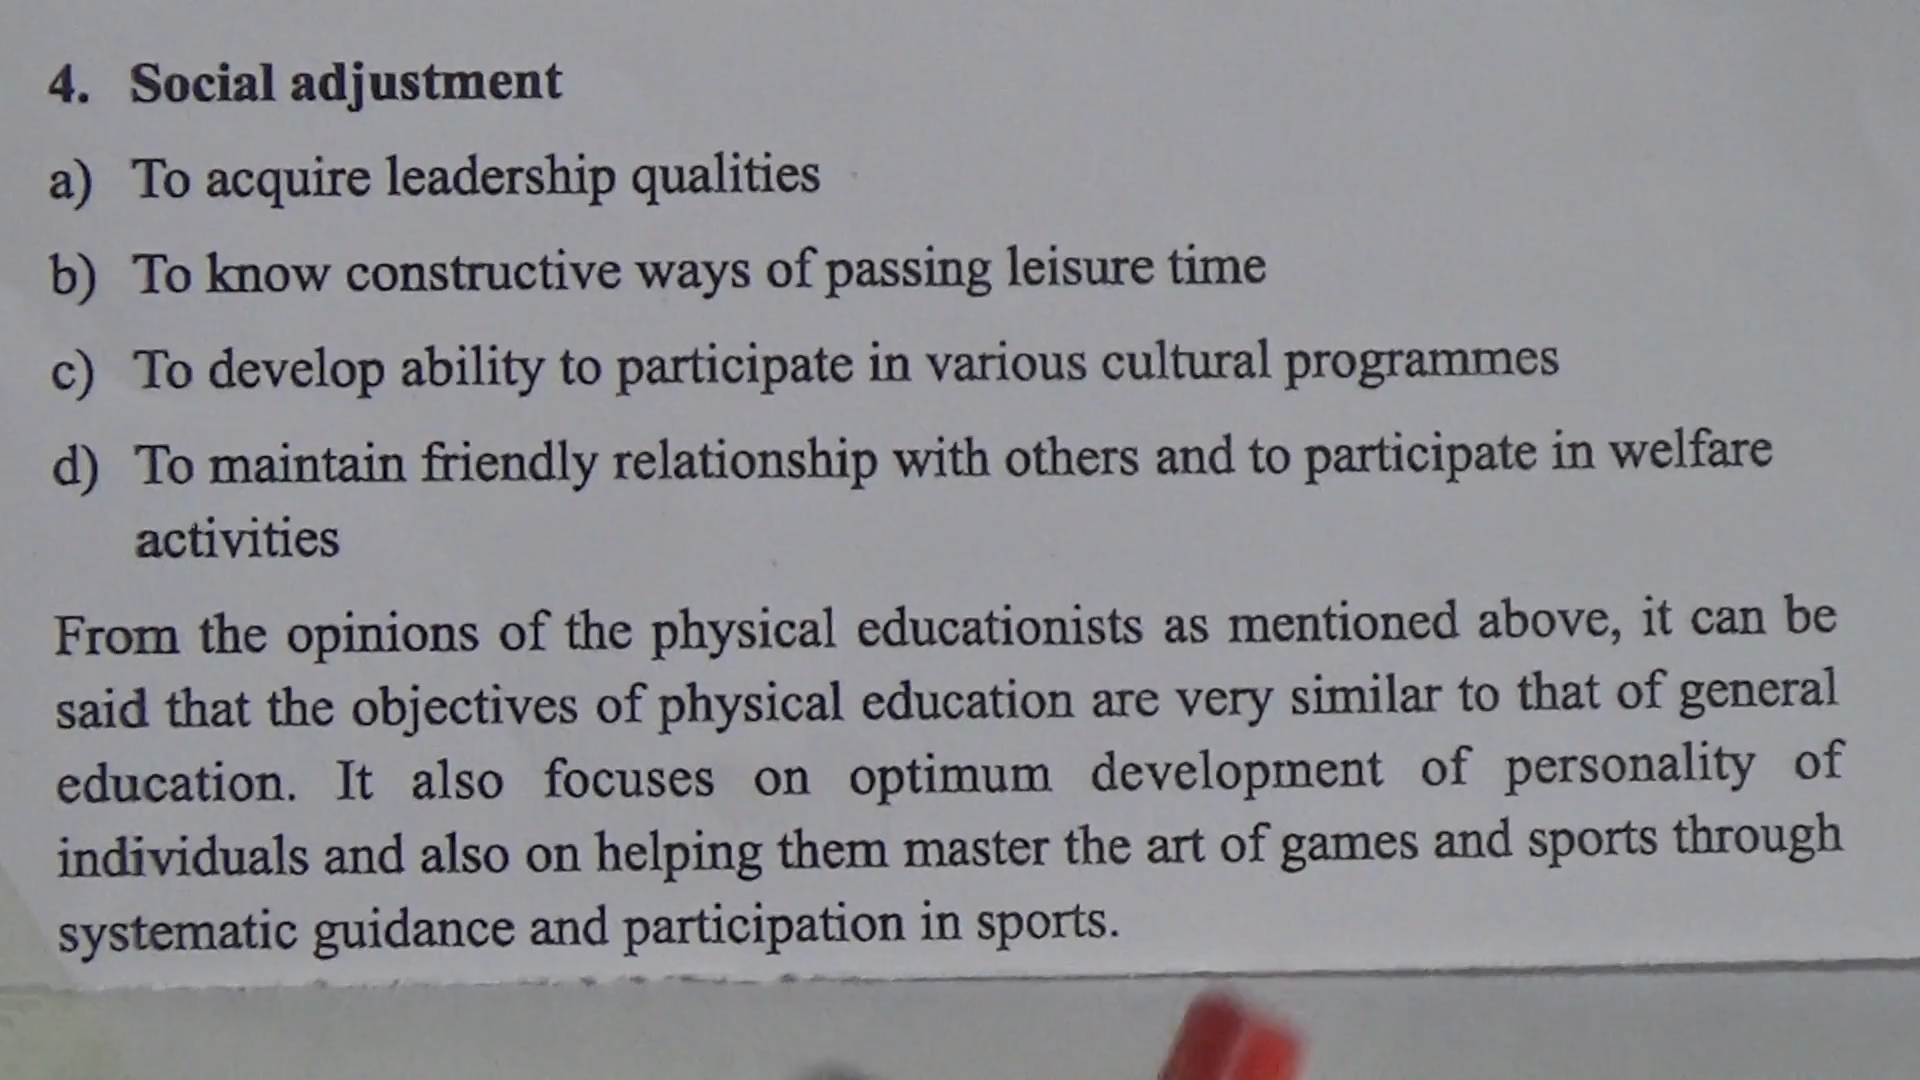 4. Social adjustment
a) To acquire leadership qualities
b) To know constructive ways of passing leisure time
c) To develop ability to participate in various cultural programmes
d) To maintain friendly relationship with others and to participate in welfare
activities
From the opinions of the physical educationists as mentioned above, it can be
said that the objectives of physical education are very similar to that of general
education. It also focuses on optimum development of personality of
individuals and also on helping them master the art of games and sports through
systematic guidance and participation in sports.